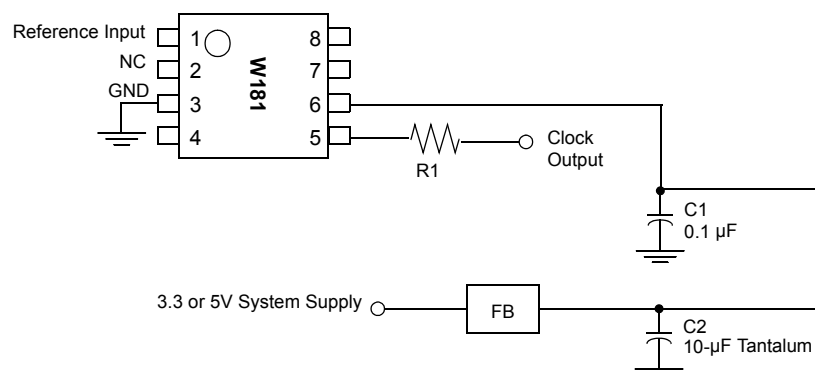 Reference Input
1
8
NC
2
7
GND
3
6
4
5
W181
R1
Clock
Output
C1
0.1 µF
3.3 or 5V System Supply
FB
C2
10-µF Tantalum